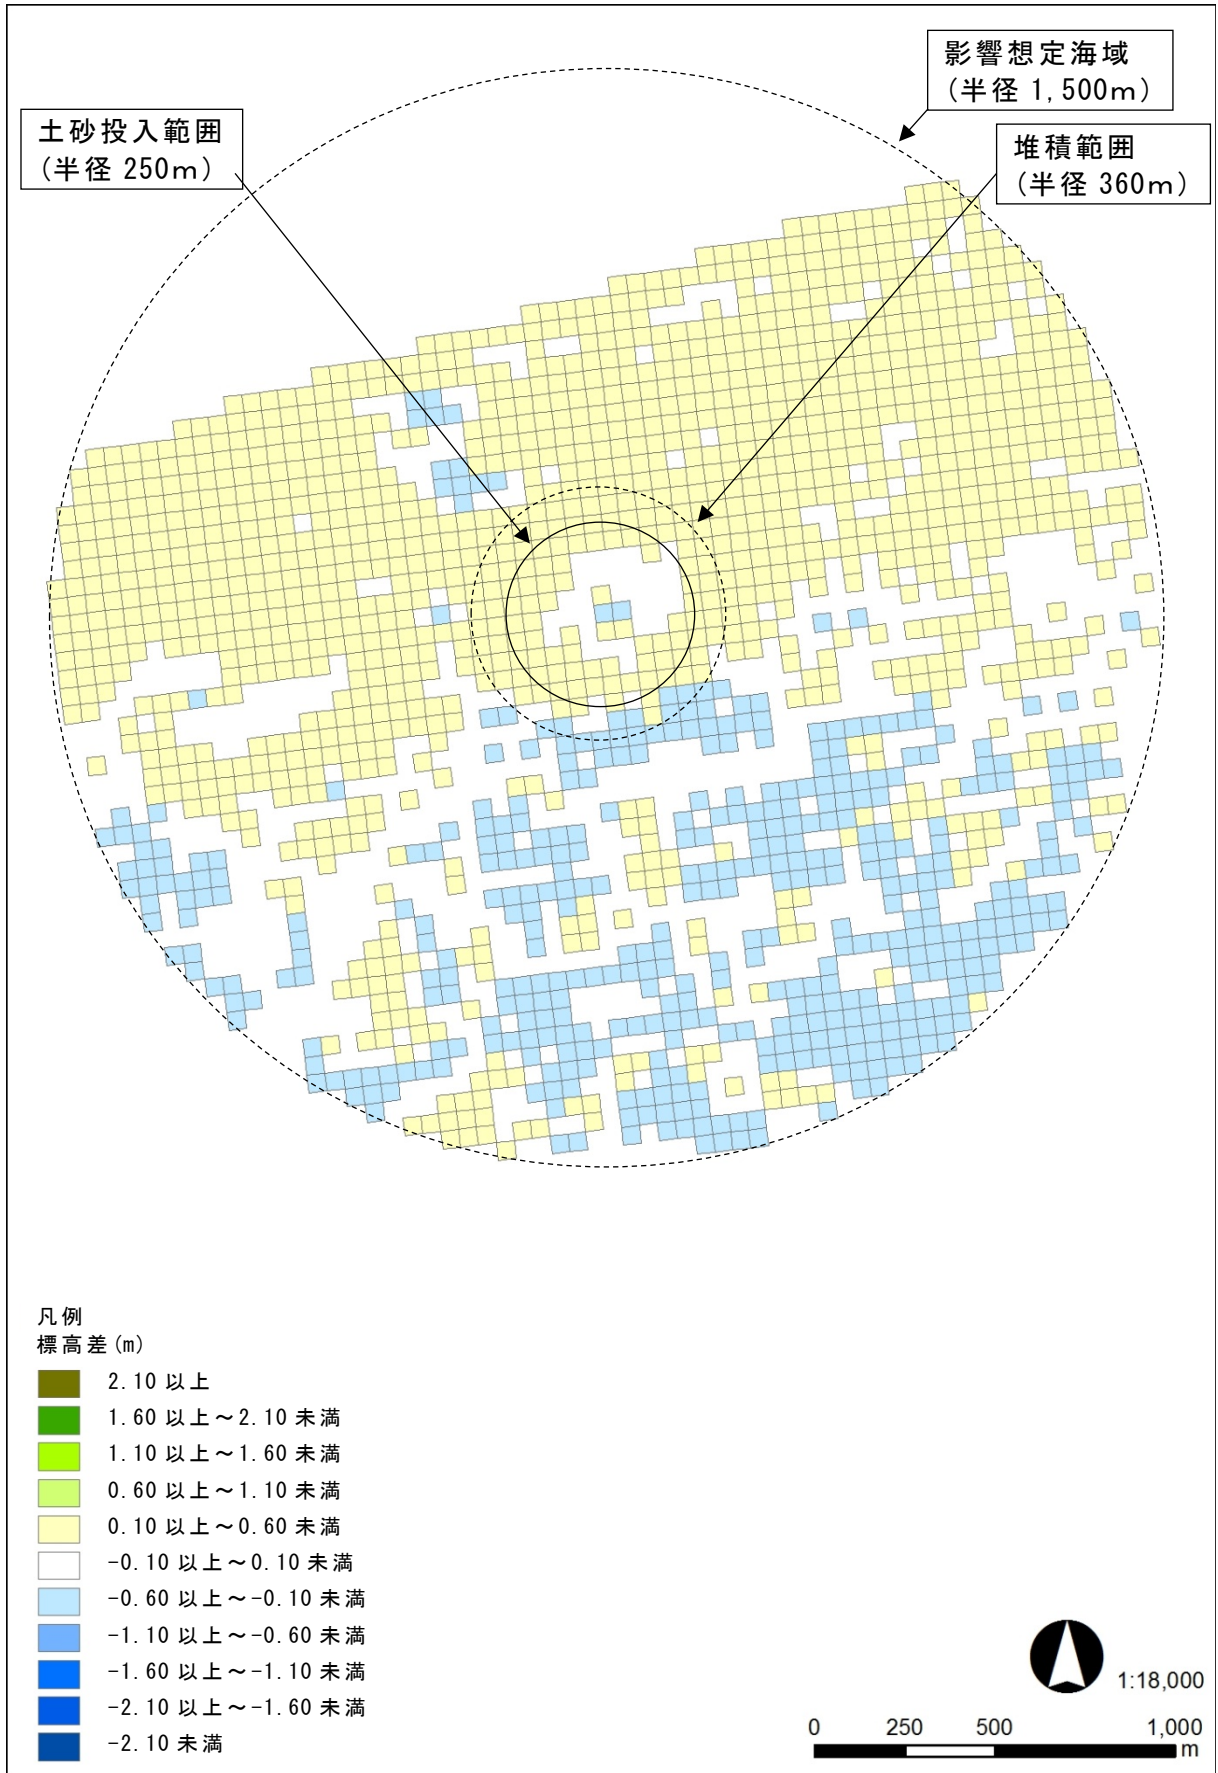 影響想定海域
(半径 1,500m)
土砂投入範囲
(半径 250m)
堆積範囲
(半径 360m)
凡例
標高差(m)
2.10 以上
1.60 以上～2.10 未満
1.10 以上～1.60 未満
0.60 以上～1.10 未満
0.10 以上～0.60 未満
-0.10 以上～0.10 未満
-0.60 以上～-0.10 未満
-1.10 以上～-0.60 未満
-1.60 以上～-1.10 未満
-2.10 以上～-1.60 未満
-2.10 未満
1:18,000
0 250 500 1,000
m